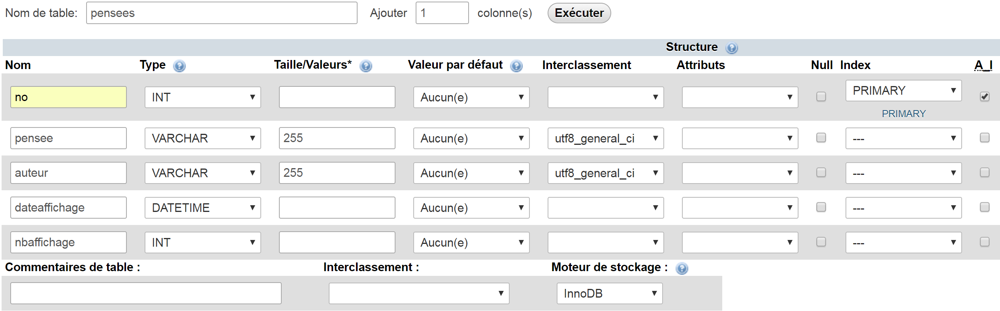 Nom de table: pensees Ajouter 1 colonne(s) Exécuter
Structure
Nom Type Taille/Valeurs* Valeur par défaut Interclassement Attributs Null Index A_I
no INT Aucun(e) PRIMARY
PRIMARY
pensee VARCHAR 255 Aucun(e) utf8_general_ci ---
auteur VARCHAR 255 Aucun(e) utf8_general_ci ---
dateaffichage DATETIME Aucun(e) ---
nbaffichage INT Aucun(e) ---
Commentaires de table : Interclassement : Moteur de stockage :
InnoDB